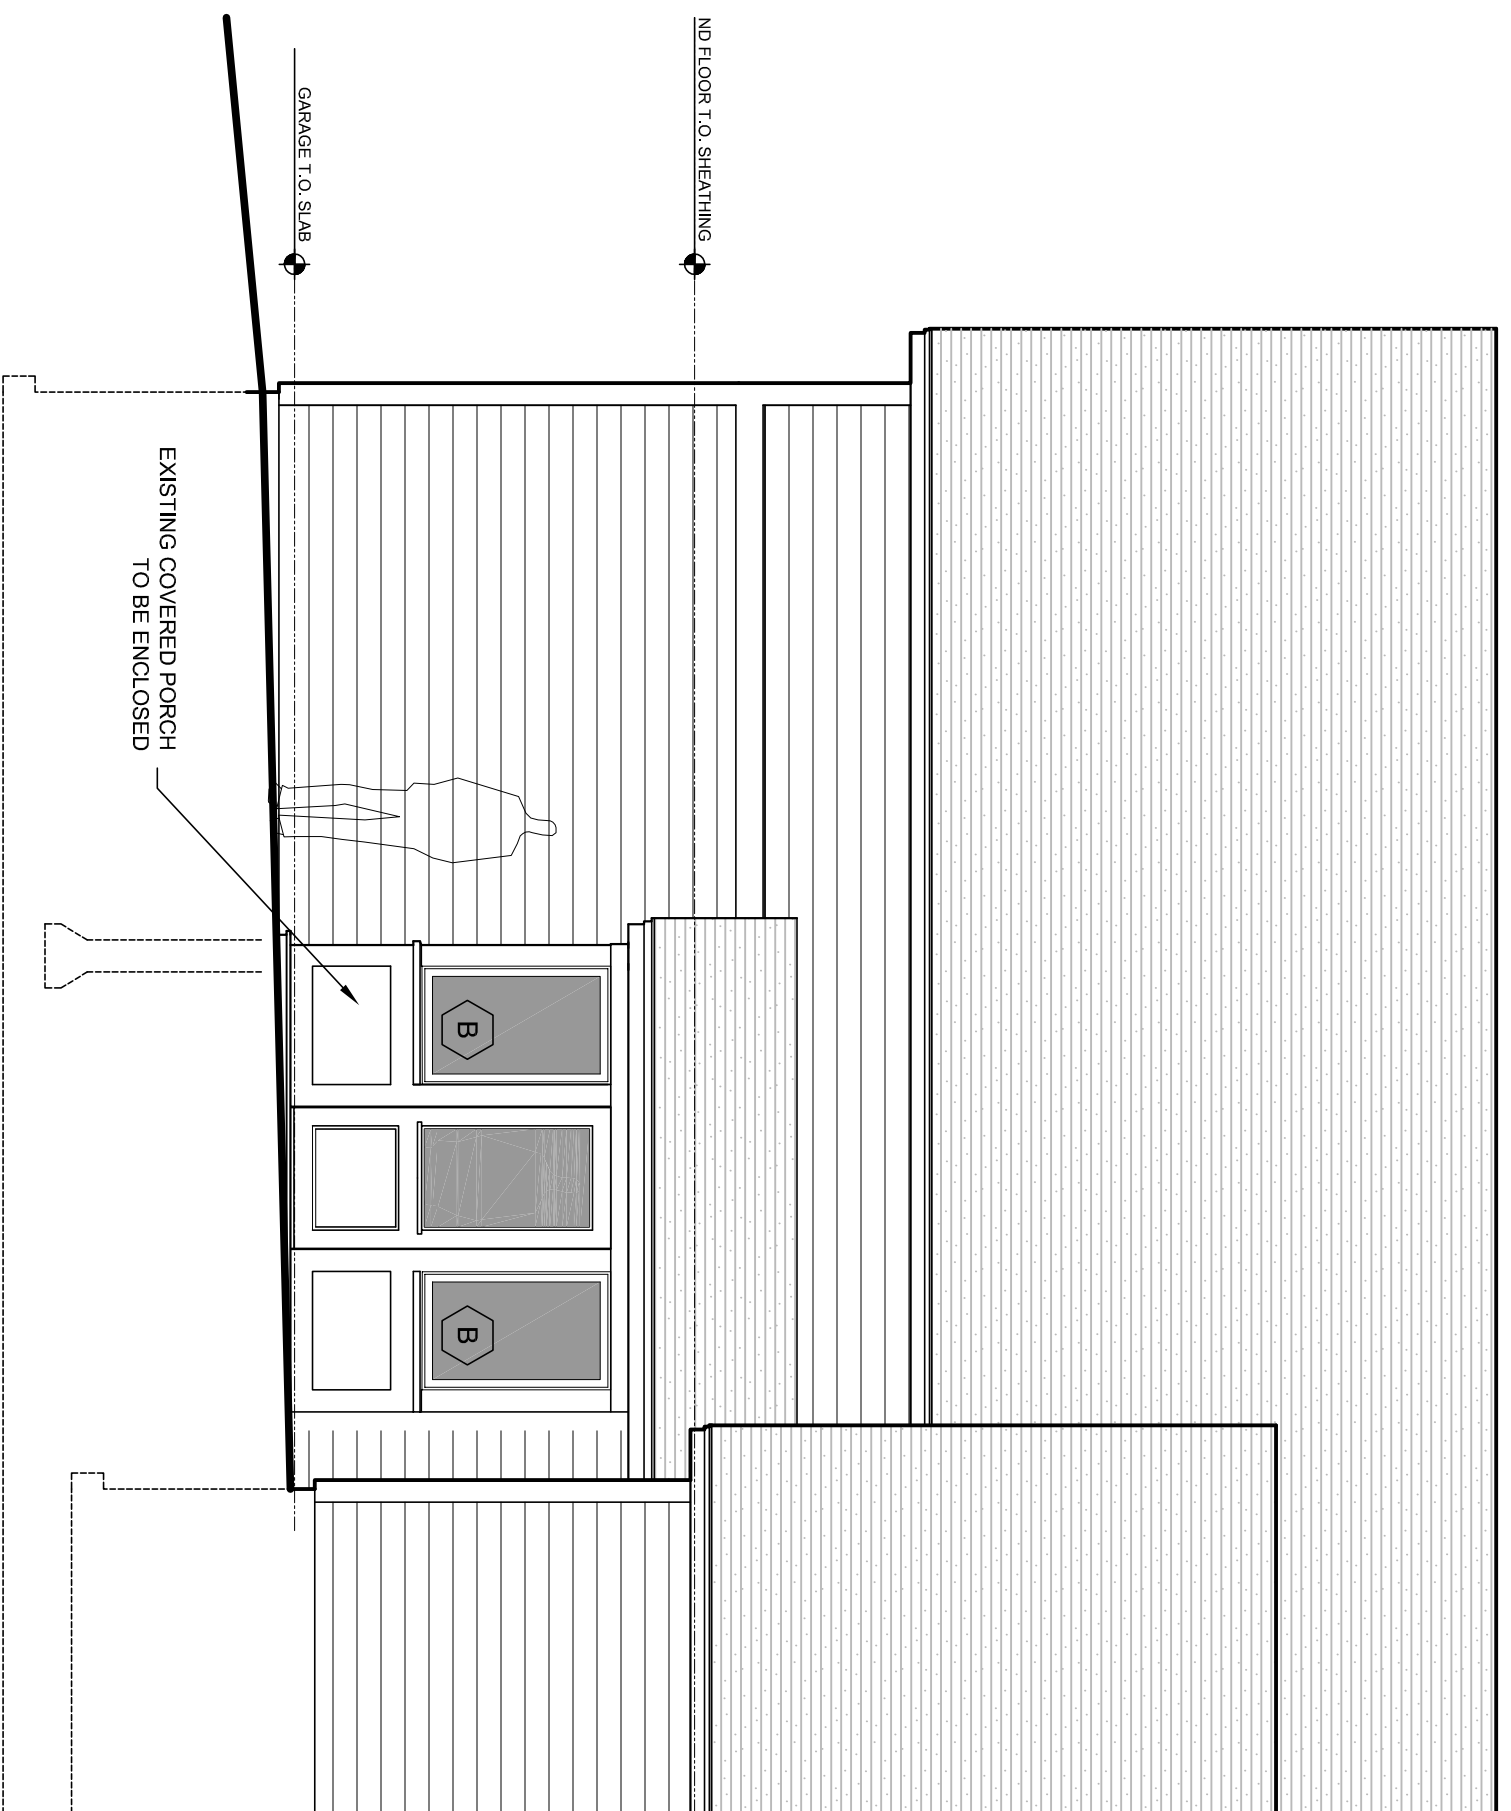 ND FLOOR T.O. SHEATHING
GARAGE T.O. SLAB
B
B
EXISTING COVERED PORCH
TO BE ENCLOSED